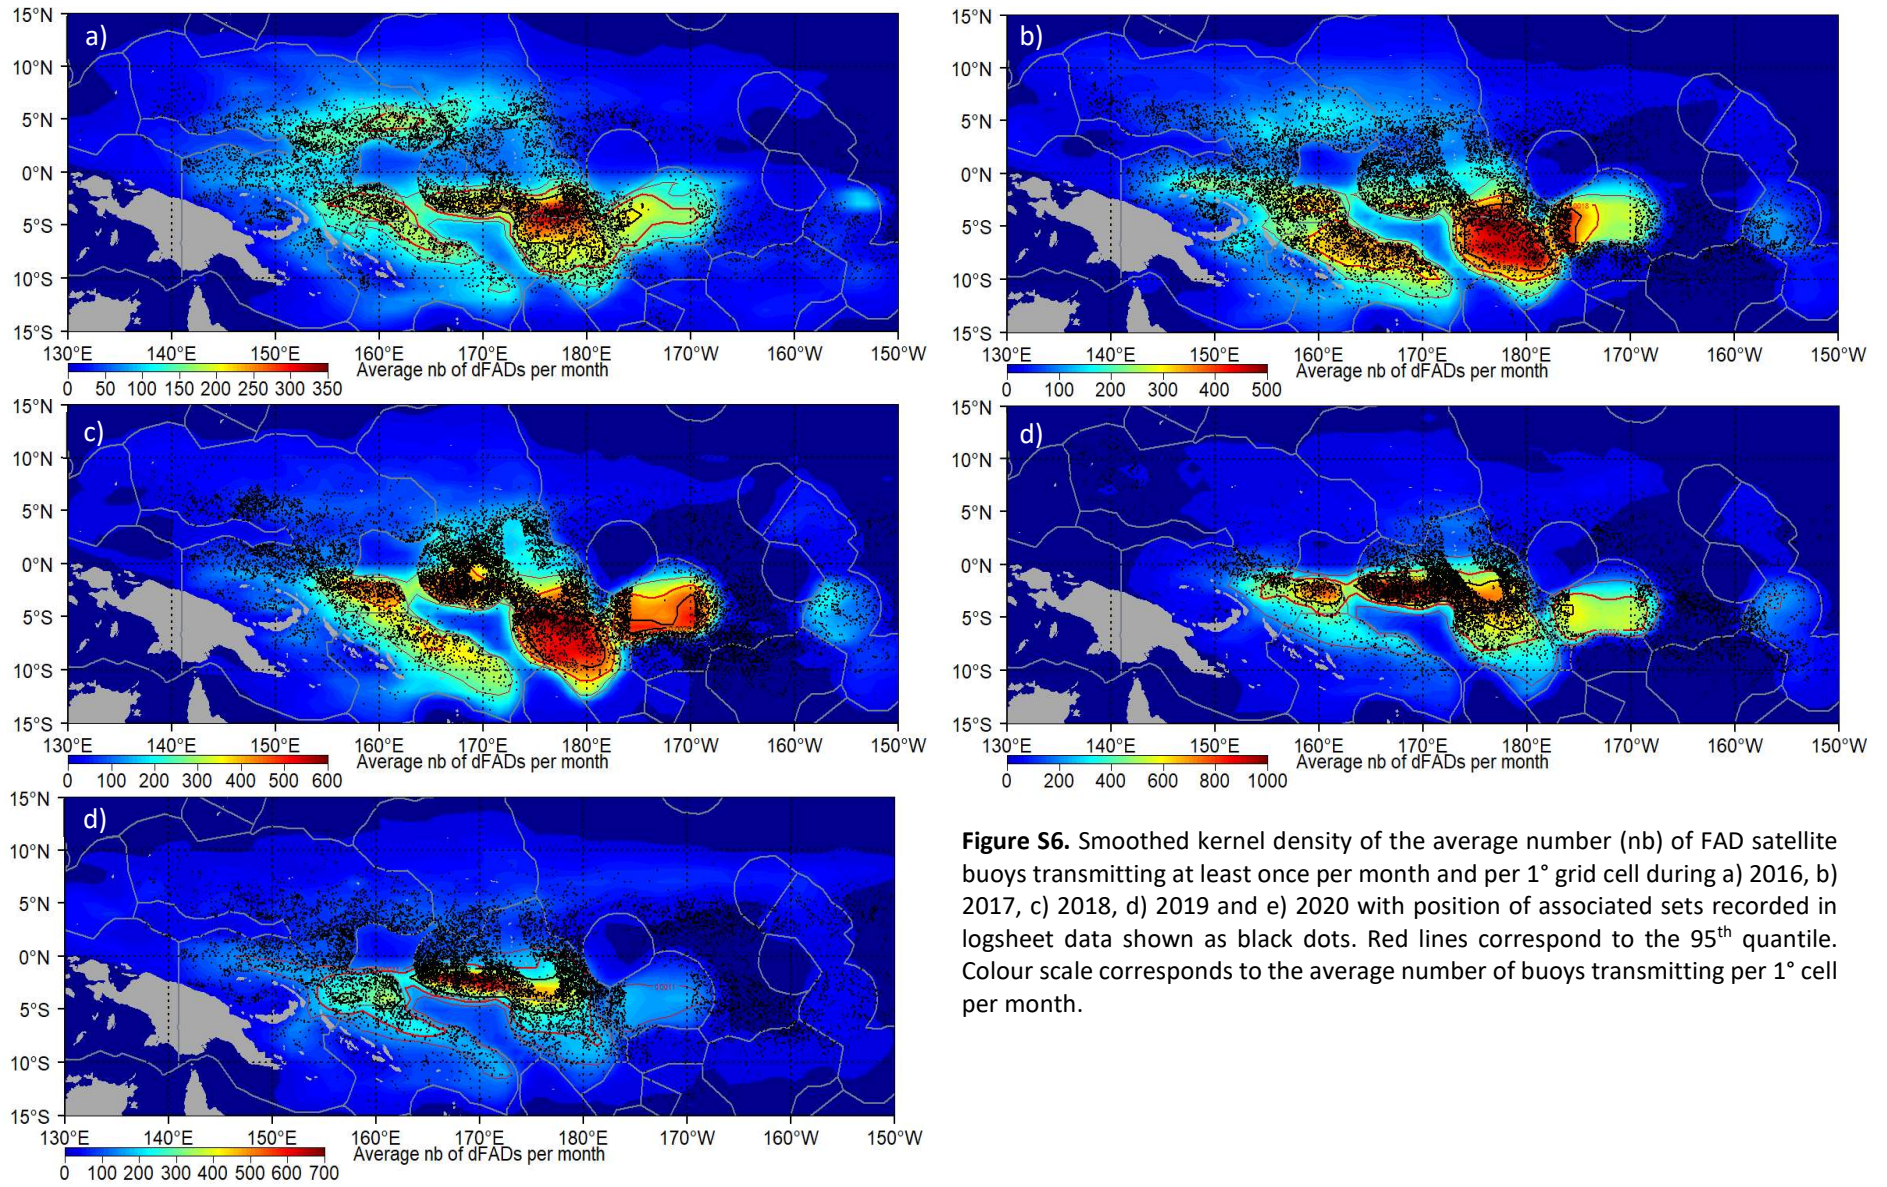 15°N
a)
10°N
5°N
0°N
5°S
10°S
15°S
130°E 140°E 150°E 160°E 170°E 180°E 170°W 160°W 150°W
Average nb of dFADs per month
0 50 100 150 200 250 300 350
15°N
b)
10°N
5°N
0°N
5°S
10°S
15°S
130°E 140°E 150°E 160°E 170°E 180°E 170°W 160°W 150°W
Average nb of dFADs per month
0 100 200 300 400 500
15°N
c)
10°N
5°N
0°N
5°S
10°S
15°S
130°E 140°E 150°E 160°E 170°E 180°E 170°W 160°W 150°W
Average nb of dFADs per month
0 100 200 300 400 500 600
15°N
d)
10°N
5°N
0°N
5°S
10°S
15°S
130°E 140°E 150°E 160°E 170°E 180°E 170°W 160°W 150°W
Average nb of dFADs per month
0 200 400 600 800 1000
15°N
d)
10°N
5°N
0°N
5°S
10°S
15°S
130°E 140°E 150°E 160°E 170°E 180°E 170°W 160°W 150°W
Average nb of dFADs per month
0 100 200 300 400 500 600 700
Figure S6. Smoothed kernel density of the average number (nb) of FAD satellite
buoys transmitting at least once per month and per 1° grid cell during a) 2016, b)
2017, c) 2018, d) 2019 and e) 2020 with position of associated sets recorded in
logsheet data shown as black dots. Red lines correspond to the 95th quantile.
Colour scale corresponds to the average number of buoys transmitting per 1° cell
per month.